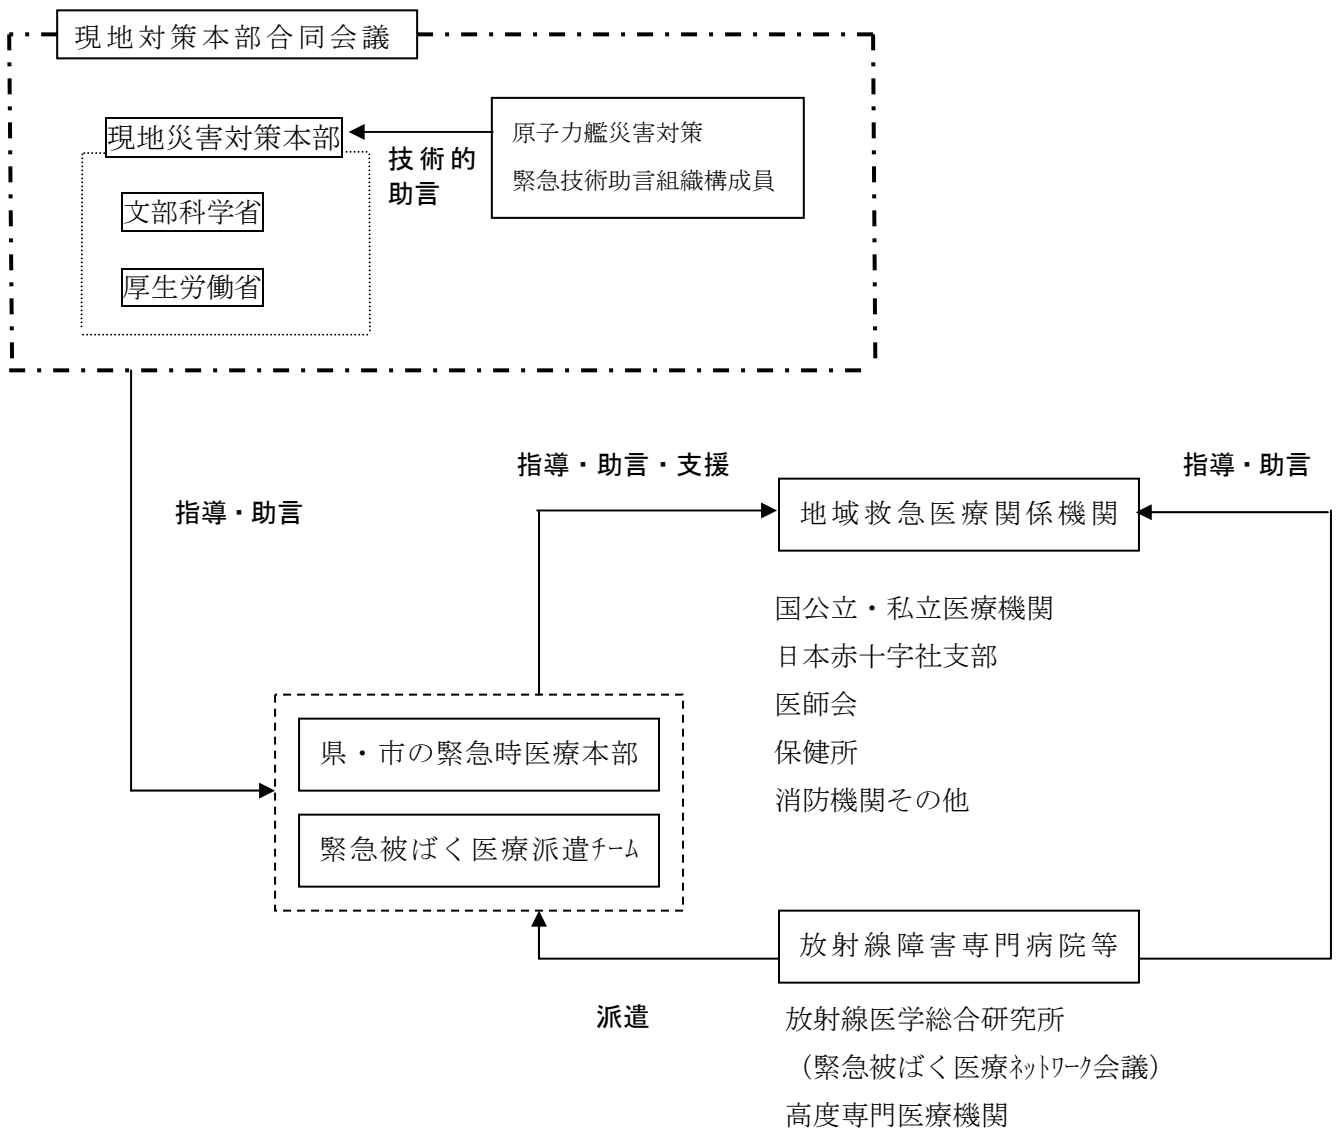 現地対策本部合同会議
現地災害対策本部
技術的
助言
原子力艦災害対策
緊急技術助言組織構成員
文部科学省
厚生労働省
指導・助言
指導・助言・支援
指導・助言
地域救急医療関係機関
国公立・私立医療機関
日本赤十字社支部
医師会
保健所
消防機関その他
県・市の緊急時医療本部
緊急被ばく医療派遣ﾁｰﾑ
派遣
放射線障害専門病院等
放射線医学総合研究所
（緊急被ばく医療ﾈｯﾄﾜｰｸ会議）
高度専門医療機関